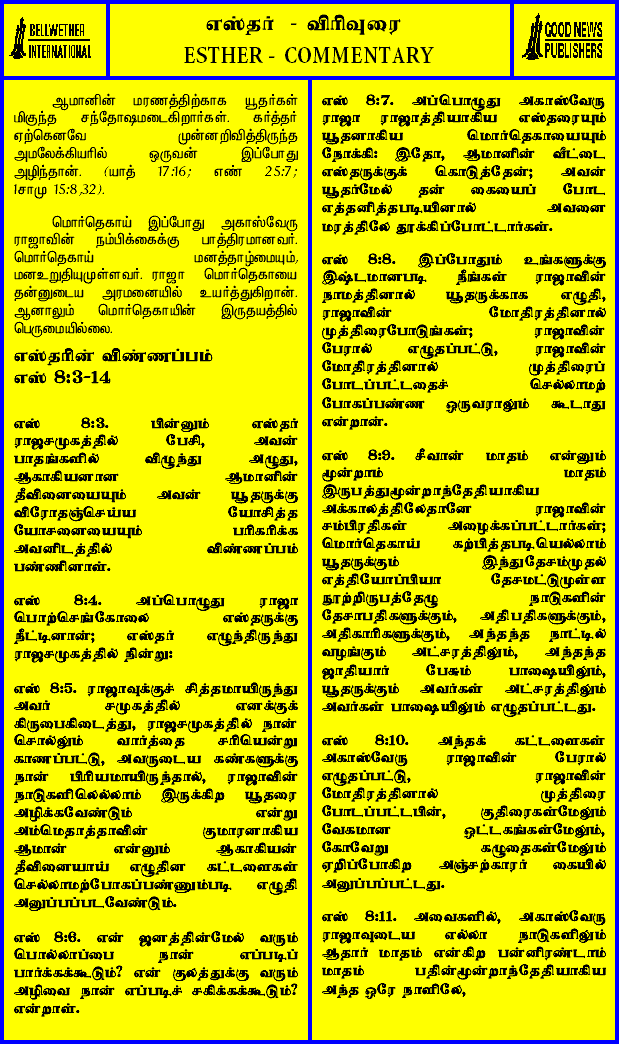 BELLWETHER
INTERNATIONAL
எஸ்தர் - விரிவுரை
ESTHER - COMMENTARY
GOOD NEWS
PUBLISHERS
ஆமானின் மரணத்திற்காக யூதர்கள்
மிகுந்த சந்தோஷமடைகிறார்கள். கர்த்தர்
ஏற்கெனவே முன்னறிவித்திருந்த
அமலேக்கியரில் ஒருவன் இப்போது
அழிந்தான். (யாத் 17:16; எண் 25:7;
1சாமு 15:8,32).
மொர்தெகாய் இப்போது அகாஸ்வேரு
ராஜாவின் நம்பிக்கைக்கு பாத்திரமானவர்.
மொர்தெகாய் மனத்தாழ்மையும்,
மனஉறுதியுமுள்ளவர். ராஜா மொர்தெகாயை
தன்னுடைய அரமனையில் உயர்த்துகிறான்.
ஆனாலும் மொர்தெகாயின் இருதயத்தில்
பெருமையில்லை.
எஸ்தரின் விண்ணப்பம்
எஸ் 8:3-14
எஸ் 8:3. பின்னும் எஸ்தர்
ராஜசமுகத்தில் பேசி, அவன்
பாதங்களில் விழுந்து அழுது,
ஆகாகியனான ஆமானின்
தீவினையையும் அவன் யூதருக்கு
விரோதஞ்செய்ய யோசித்த
யோசனையையும் பரிகரிக்க
அவனிடத்தில் விண்ணப்பம்
பண்ணினாள்.
எஸ் 8:4. அப்பொழுது ராஜா
பொற்செங்கோலை எஸ்தருக்கு
நீட்டினான்; எஸ்தர் எழுந்திருந்து
ராஜசமுகத்தில் நின்று:
எஸ் 8:5. ராஜாவுக்குச் சித்தமாயிருந்து
அவர் சமுகத்தில் எனக்குக்
கிருபைகிடைத்து, ராஜசமுகத்தில் நான்
சொல்லும் வார்த்தை சரியென்று
காணப்பட்டு, அவருடைய கண்களுக்கு
நான் பிரியமாயிருந்தால், ராஜாவின்
நாடுகளிலெல்லாம் இருக்கிற யூதரை
அழிக்கவேண்டும் என்று
அம்மெதாத்தாவின் குமாரனாகிய
ஆமான் என்னும் ஆகாகியன்
தீவினையாய் எழுதின கட்டளைகள்
செல்லாமற்போகப்பண்ணும்படி எழுதி
அனுப்பப்படவேண்டும்.
எஸ் 8:6. என் ஜனத்தின்மேல் வரும்
பொல்லாப்பை நான் எப்படிப்
பார்க்கக்கூடும்? என் குலத்துக்கு வரும்
அழிவை நான் எப்படிச் சகிக்கக்கூடும்?
என்றாள்.
எஸ் 8:7. அப்பொழுது அகாஸ்வேரு
ராஜா ராஜாத்தியாகிய எஸ்தரையும்
யூதனாகிய மொர்தெகாயையும்
நோக்கி: இதோ, ஆமானின் வீட்டை
எஸ்தருக்குக் கொடுத்தேன்; அவன்
யூதர்மேல் தன் கையைப் போட
எத்தனித்தபடியினால் அவனை
மரத்திலே தூக்கிப்போட்டார்கள்.
எஸ் 8:8. இப்போதும் உங்களுக்கு
இஷ்டமானபடி நீங்கள் ராஜாவின்
நாமத்தினால் யூதருக்காக எழுதி,
ராஜாவின் மோதிரத்தினால்
முத்திரைபோடுங்கள்; ராஜாவின்
பேரால் எழுதப்பட்டு, ராஜாவின்
மோதிரத்தினால் முத்திரைப்
போடப்பட்டதைச் செல்லாமற்
போகப்பண்ண ஒருவராலும் கூடாது
என்றான்.
எஸ் 8:9. சீவான் மாதம் என்னும்
மூன்றாம் மாதம்
இருபத்துமூன்றாந்தேதியாகிய
அக்காலத்திலேதானே ராஜாவின்
சம்பிரதிகள் அழைக்கப்பட்டார்கள்;
மொர்தெகாய் கற்பித்தபடியெல்லாம்
யூதருக்கும் இந்துதேசம்முதல்
எத்தியோப்பியா தேசமட்டுமுள்ள
நூற்றிருபத்தேழு நாடுகளின்
தேசாபதிகளுக்கும், அதிபதிகளுக்கும்,
அதிகாரிகளுக்கும், அந்தந்த நாட்டில்
வழங்கும் அட்சரத்திலும், அந்தந்த
ஜாதியார் பேசும் பாஷையிலும்,
யூதருக்கும் அவர்கள் அட்சரத்திலும்
அவர்கள் பாஷையிலும் எழுதப்பட்டது.
எஸ் 8:10. அந்தக் கட்டளைகள்
அகாஸ்வேரு ராஜாவின் பேரால்
எழுதப்பட்டு, ராஜாவின்
மோதிரத்தினால் முத்திரை
போடப்பட்டபின், குதிரைகள்மேலும்
வேகமான ஒட்டகங்கள்மேலும்,
கோவேறு கழுதைகள்மேலும்
ஏறிப்போகிற அஞ்சற்காரர் கையில்
அனுப்பப்பட்டது.
எஸ் 8:11. அவைகளில், அகாஸ்வேரு
ராஜாவுடைய எல்லா நாடுகளிலும்
ஆதார் மாதம் என்கிற பன்னிரண்டாம்
மாதம் பதின்மூன்றாந்தேதியாகிய
அந்த ஒரே நாளிலே,